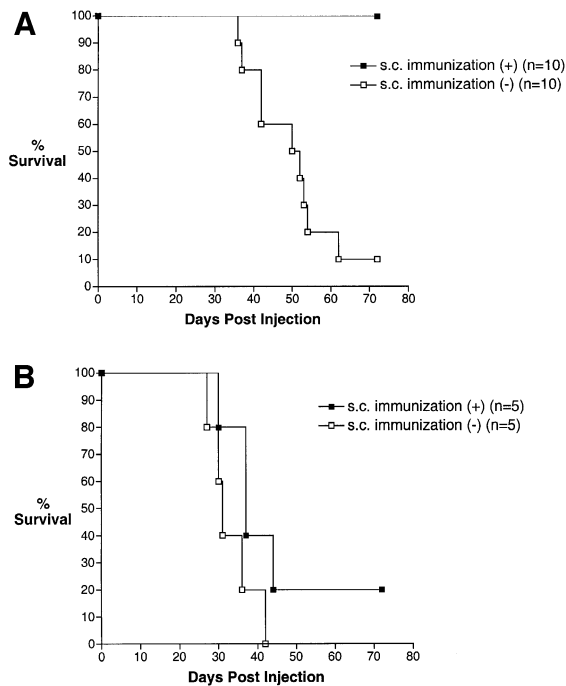 A
100
90
80
70
60
50
40
30
20
10
0
%
Survival
s.c. immunization (+) (n=10)
s.c. immunization (-) (n=10)
0 10 20 30 40 50 60 70 80
Days Post Injection
B
100
90
80
70
60
50
40
30
20
10
0
%
Survival
s.c. immunization (+) (n=5)
s.c. immunization (-) (n=5)
0 10 20 30 40 50 60 70 80
Days Post Injection